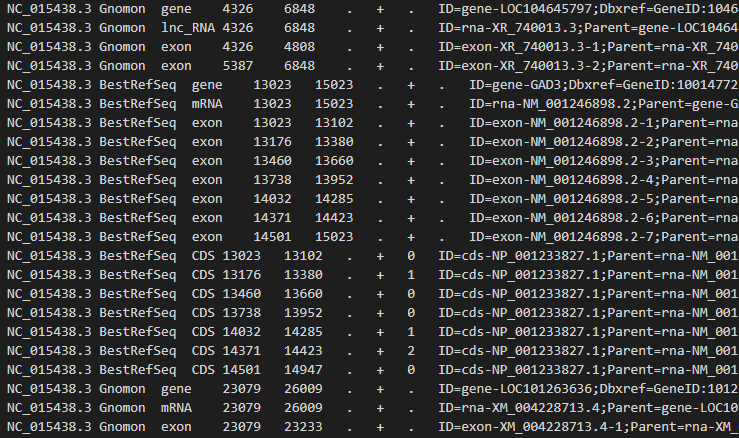 NC_015438.3 Gnomon gene 4326 6848 . + . ID=gene-LOC104645797;Dbxref=GeneID:1046
NC_015438.3 Gnomon lnc_RNA 4326 6848 . + . ID=rna-XR_740013.3;Parent=gene-LOC10464
NC_015438.3 Gnomon exon 4326 4808 . + . ID=exon-XR_740013.3-1;Parent=rna-XR_740
NC_015438.3 Gnomon exon 5387 6848 . + . ID=exon-XR_740013.3-2;Parent=rna-XR_740
NC_015438.3 BestRefSeq gene 13023 15023 . + . ID=gene-GAD3;Dbxref=GeneID:10014772
NC_015438.3 BestRefSeq mRNA 13023 15023 . + . ID=rna-NM_001246898.2;Parent=gene-G
NC_015438.3 BestRefSeq exon 13023 13102 . + . ID=exon-NM_001246898.2-1;Parent=rna
NC_015438.3 BestRefSeq exon 13176 13380 . + . ID=exon-NM_001246898.2-2;Parent=rna
NC_015438.3 BestRefSeq exon 13460 13660 . + . ID=exon-NM_001246898.2-3;Parent=rna
NC_015438.3 BestRefSeq exon 13738 13952 . + . ID=exon-NM_001246898.2-4;Parent=rna
NC_015438.3 BestRefSeq exon 14032 14285 . + . ID=exon-NM_001246898.2-5;Parent=rna
NC_015438.3 BestRefSeq exon 14371 14423 . + . ID=exon-NM_001246898.2-6;Parent=rna
NC_015438.3 BestRefSeq exon 14501 15023 . + . ID=exon-NM_001246898.2-7;Parent=rna
NC_015438.3 BestRefSeq CDS 13023 13102 . + 0 ID=cds-NP_001233827.1;Parent=rna-NM_001
NC_015438.3 BestRefSeq CDS 13176 13380 . + 1 ID=cds-NP_001233827.1;Parent=rna-NM_001
NC_015438.3 BestRefSeq CDS 13460 13660 . + 0 ID=cds-NP_001233827.1;Parent=rna-NM_001
NC_015438.3 BestRefSeq CDS 13738 13952 . + 0 ID=cds-NP_001233827.1;Parent=rna-NM_001
NC_015438.3 BestRefSeq CDS 14032 14285 . + 1 ID=cds-NP_001233827.1;Parent=rna-NM_001
NC_015438.3 BestRefSeq CDS 14371 14423 . + 2 ID=cds-NP_001233827.1;Parent=rna-NM_001
NC_015438.3 BestRefSeq CDS 14501 14947 . + 0 ID=cds-NP_001233827.1;Parent=rna-NM_001
NC_015438.3 Gnomon gene 23079 26009 . + . ID=gene-LOC101263636;Dbxref=GeneID:1012
NC_015438.3 Gnomon mRNA 23079 26009 . + . ID=rna-XM_004228713.4;Parent=gene-LOC10
NC_015438.3 Gnomon exon 23079 23233 . + . ID=exon-XM_004228713.4-1;Parent=rna-XM_